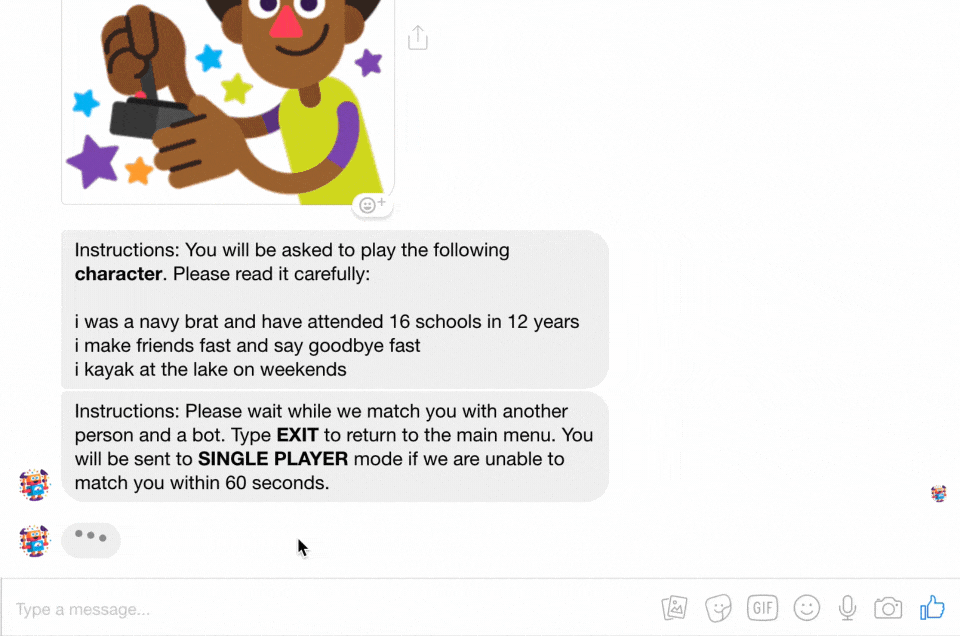 Instructions: You will be asked to play the following
character. Please read it carefully:
i was a navy brat and have attended 16 schools in 12 years
i make friends fast and say goodbye fast
i kayak at the lake on weekends
Instructions: Please wait while we match you with another
person and a bot. Type EXIT to return to the main menu. You
will be sent to SINGLE PLAYER mode if we are unable to
match you within 60 seconds.
Type a message...
GIF